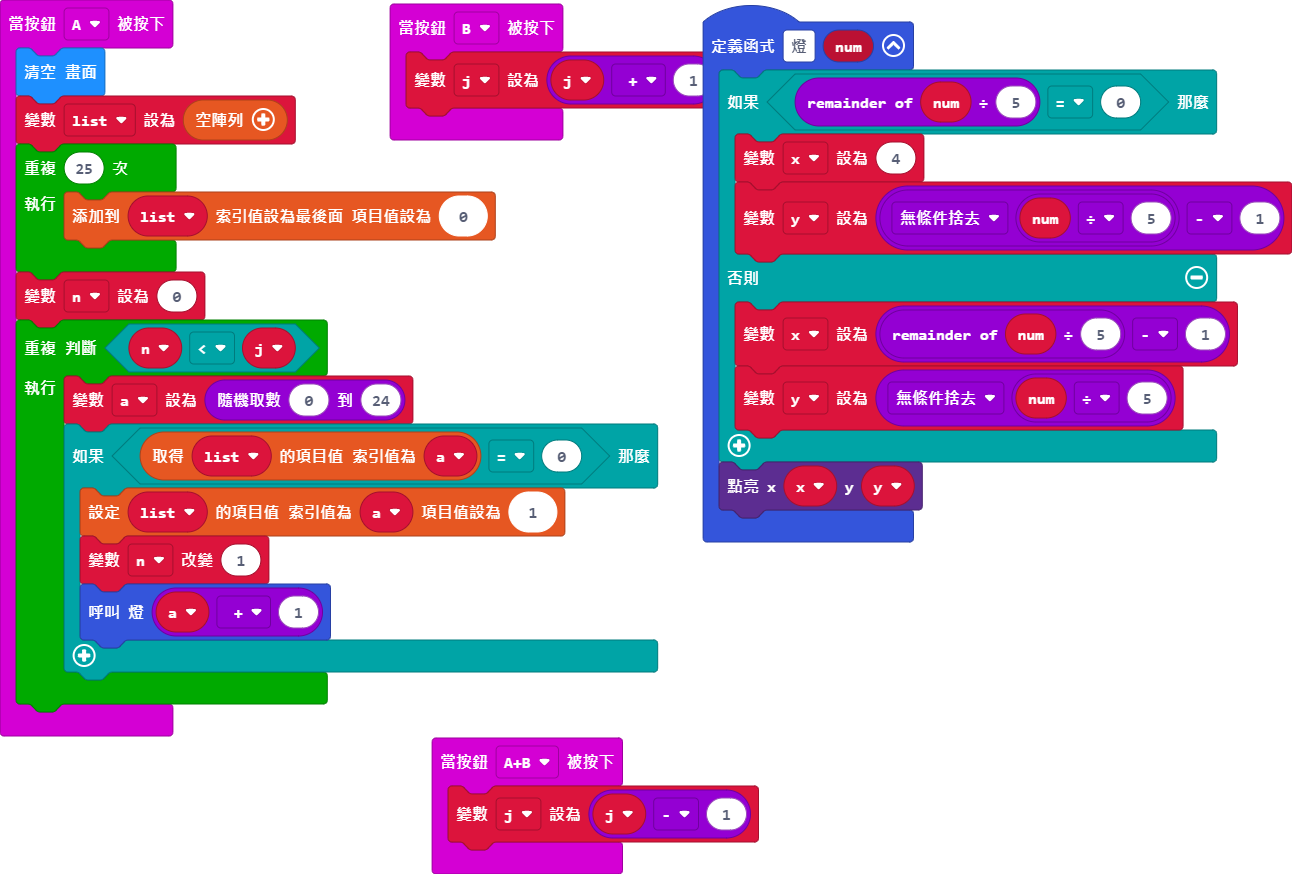 當按鈕 A 被按下
清空 畫面
變數 list 設為 空陣列
重複 25 次
執行
添加到 list 索引值設為最後面 項目值設為 0
變數 n 設為 0
重複 判斷 n < j
執行
變數 a 設為 隨機取數 0 到 24
如果 取得 list 的項目值 索引值為 a = 0 那麼
設定 list 的項目值 索引值為 a 項目值設為 1
變數 n 改變 1
呼叫 燈 a + 1
當按鈕 B 被按下
變數 j 設為 j + 1
定義函式 燈 num
如果 remainder of num ÷ 5 = 0 那麼
變數 x 設為 4
變數 y 設為 無條件捨去 num ÷ 5 - 1
否則
變數 x 設為 remainder of num ÷ 5 - 1
變數 y 設為 無條件捨去 num ÷ 5
點亮 x x y y
當按鈕 A+B 被按下
變數 j 設為 j - 1